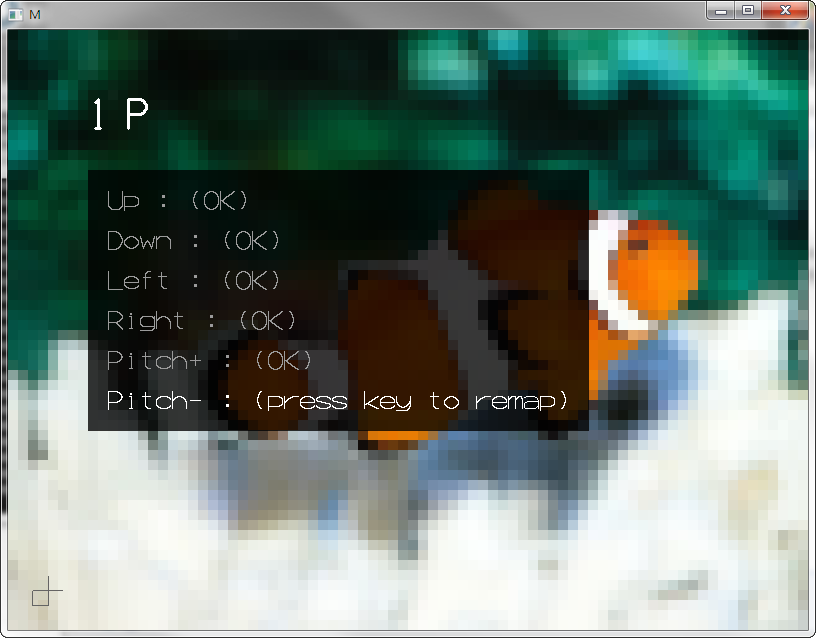 M
1 P
Up : (OK)
Down : (OK)
Left : (OK)
Right : (OK)
Pitch+ : (OK)
Pitch- : (press key to remap)